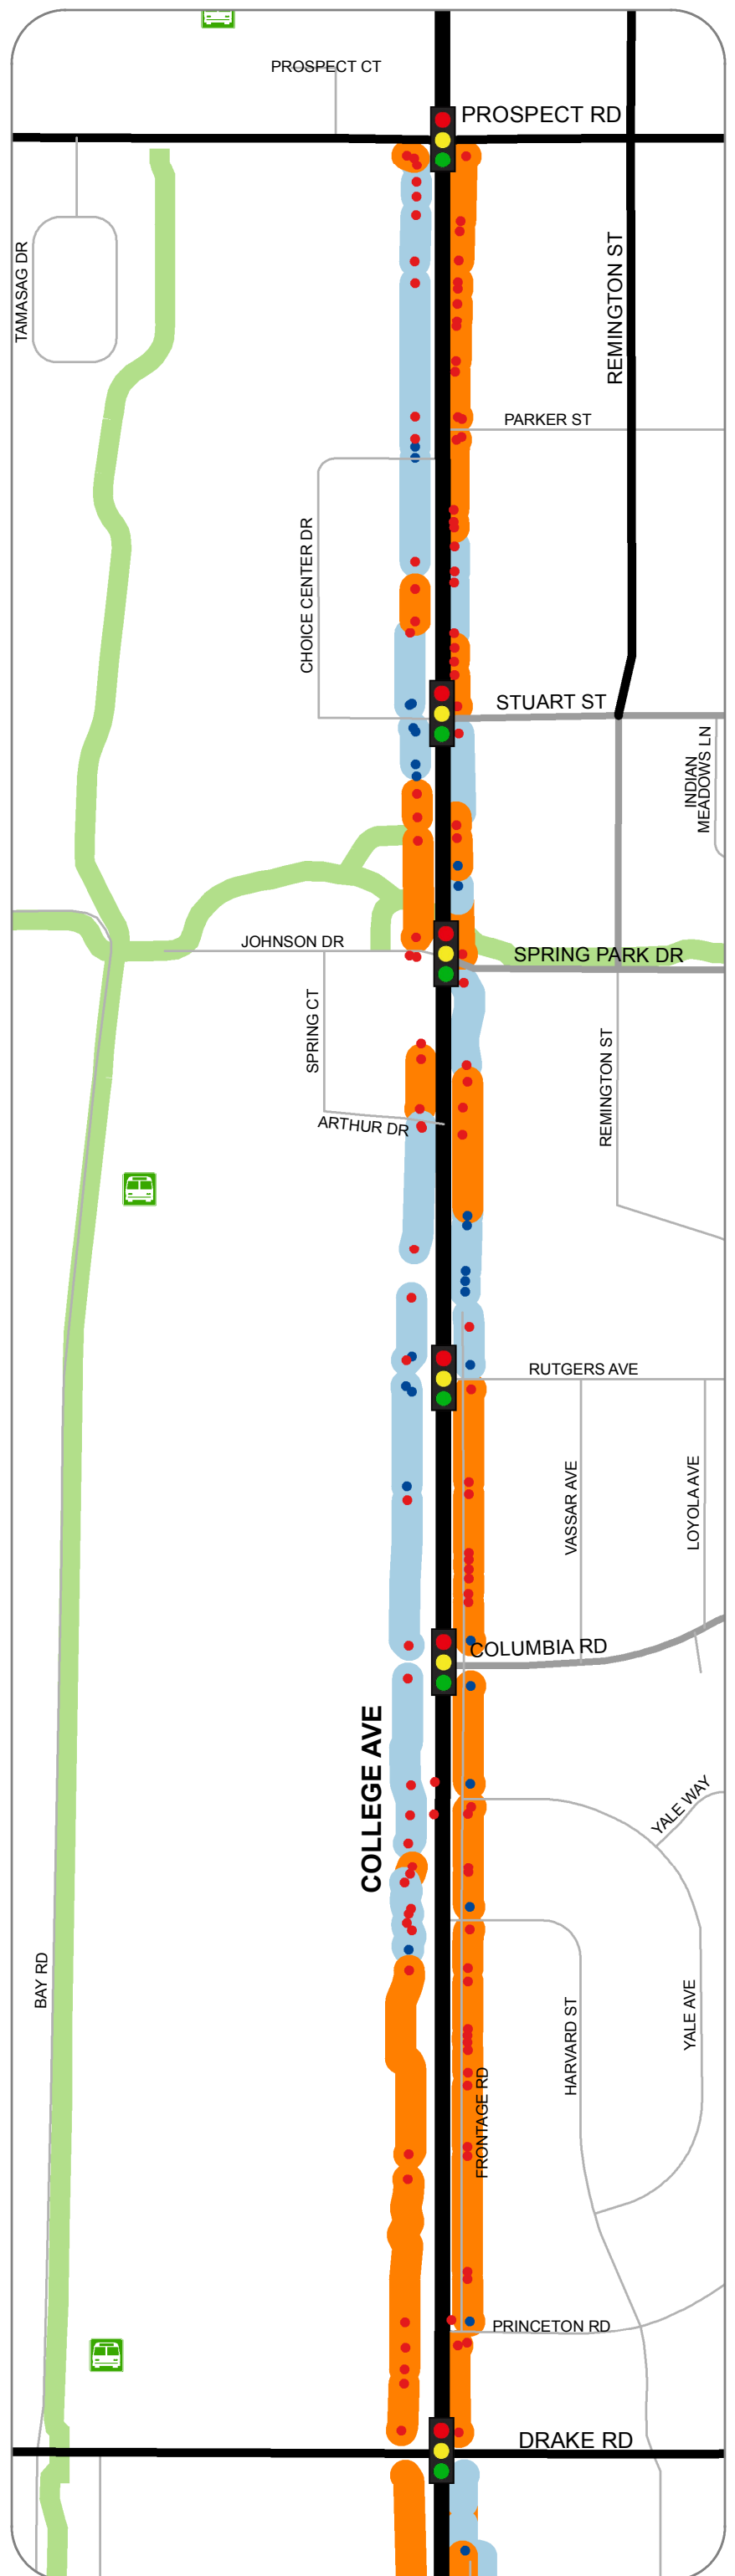 PROSPECT CT
PROSPECT RD
TAMASAG DR
REMINGTON ST
PARKER ST
CHOICE CENTER DR
STUART ST
INDIAN
MEADOWS LN
JOHNSON DR
SPRING PARK DR
SPRING CT
REMINGTON ST
ARTHUR DR
RUTGERS AVE
VASSAR AVE
LOYOLA AVE
COLUMBIA RD
COLLEGE AVE
YALE WAY
BAY RD
HARVARD ST
YALE AVE
FRONTAGE RD
PRINCETON RD
DRAKE RD